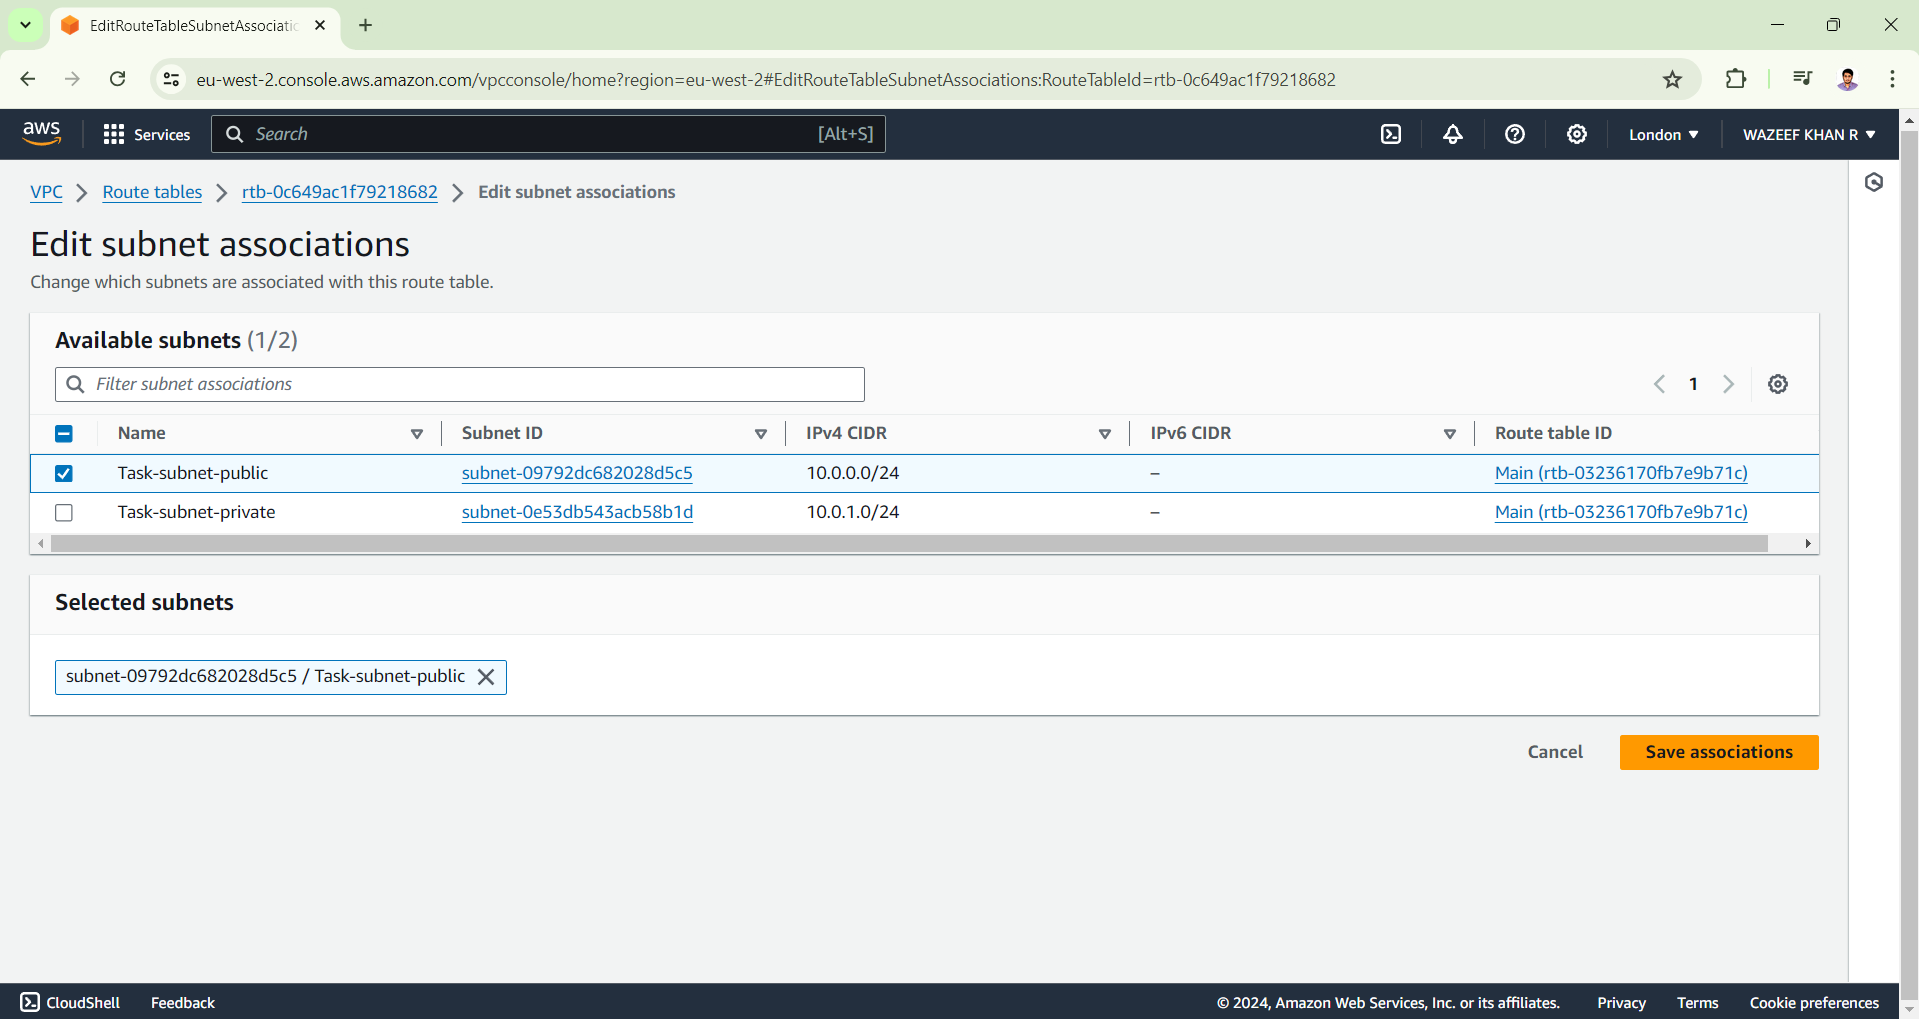 EditRouteTableSubnetAssociatic
eu-west-2.console.aws.amazon.com/vpcconsole/home?region=eu-west-2#EditRouteTableSubnetAssociations:RouteTableId=rtb-0c649ac1f79218682
aws Services Search [Alt+S] London WAZEEF KHAN R
VPC Route tables rtb-0c649ac1f79218682 Edit subnet associations
Edit subnet associations
Change which subnets are associated with this route table.
Available subnets (1/2)
Filter subnet associations 1
Name Subnet ID IPv4 CIDR IPv6 CIDR Route table ID
Task-subnet-public subnet-09792dc682028d5c5 10.0.0.0/24 – Main (rtb-03236170fb7e9b71c)
Task-subnet-private subnet-0e53db543acb58b1d 10.0.1.0/24 – Main (rtb-03236170fb7e9b71c)
Selected subnets
subnet-09792dc682028d5c5 / Task-subnet-public
Cancel Save associations
CloudShell Feedback © 2024, Amazon Web Services, Inc. or its affiliates. Privacy Terms Cookie preferences